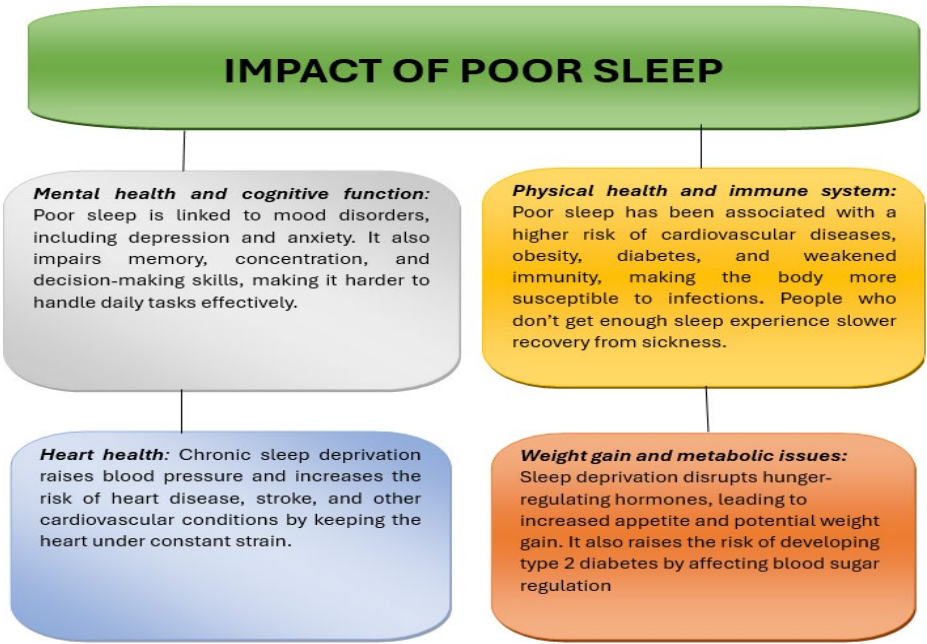 IMPACT OF POOR SLEEP
Mental health and cognitive function:
Poor sleep is linked to mood disorders,
including depression and anxiety. It also
impairs memory, concentration, and
decision-making skills, making it harder to
handle daily tasks effectively.
Physical health and immune system:
Poor sleep has been associated with a
higher risk of cardiovascular diseases,
obesity, diabetes, and weakened
immunity, making the body more
susceptible to infections. People who
don’t get enough sleep experience slower
recovery from sickness.
Heart health: Chronic sleep deprivation
raises blood pressure and increases the
risk of heart disease, stroke, and other
cardiovascular conditions by keeping the
heart under constant strain.
Weight gain and metabolic issues:
Sleep deprivation disrupts hunger-
regulating hormones, leading to
increased appetite and potential weight
gain. It also raises the risk of developing
type 2 diabetes by affecting blood sugar
regulation